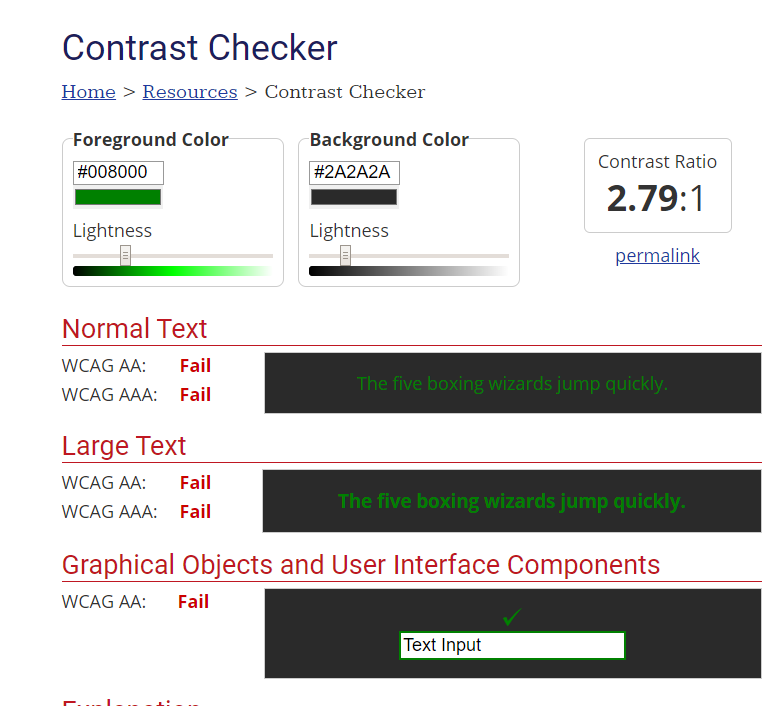 Contrast Checker
Home > Resources > Contrast Checker
Foreground Color
#008000
Lightness
Background Color
#2A2A2A
Lightness
Contrast Ratio
2.79:1
permalink
Normal Text
WCAG AA: Fail
WCAG AAA: Fail
The five boxing wizards jump quickly.
Large Text
WCAG AA: Fail
WCAG AAA: Fail
The five boxing wizards jump quickly.
Graphical Objects and User Interface Components
WCAG AA: Fail
✓
Text Input
Explanation